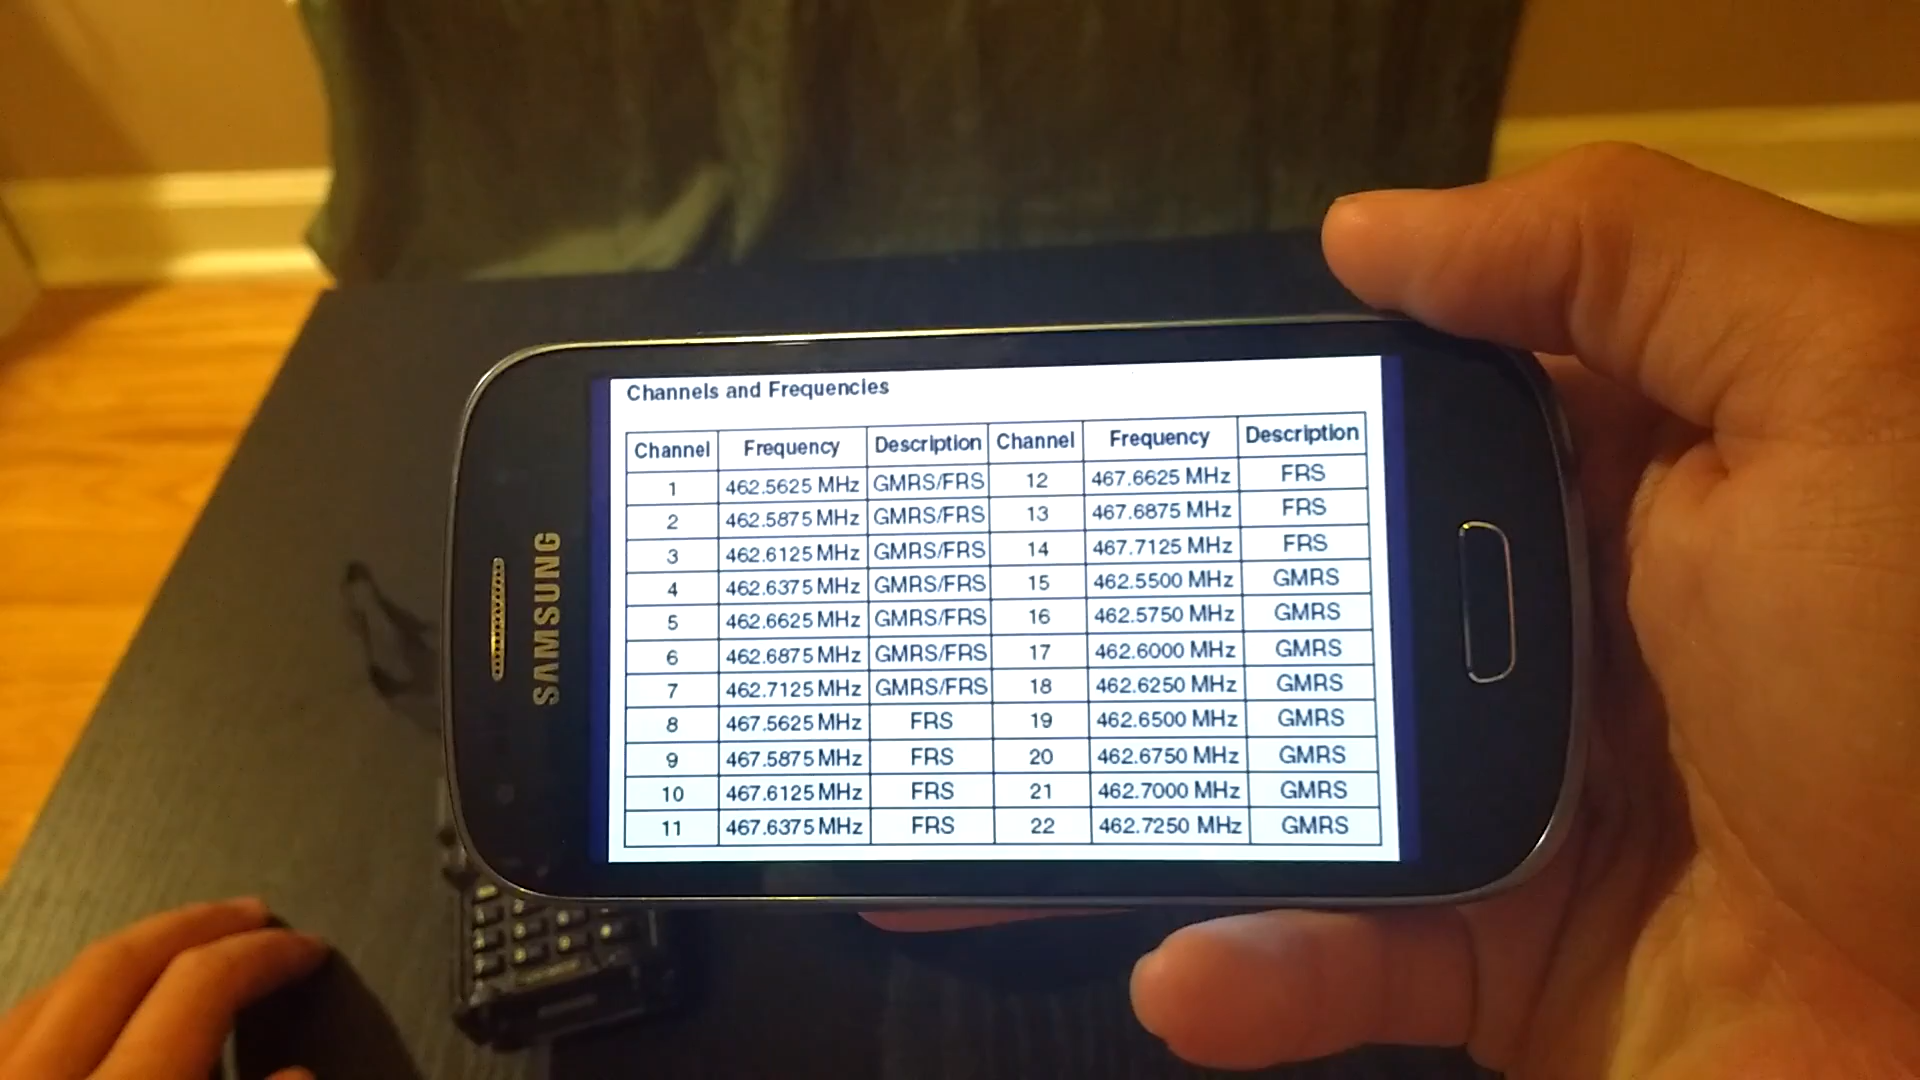 SAMSUNG
Channels and Frequencies
Channel Frequency Description Channel Frequency Description
1 462.5625 MHz GMRS/FRS 12 467.6625 MHz FRS
2 462.5875 MHz GMRS/FRS 13 467.6875 MHz FRS
3 462.6125 MHz GMRS/FRS 14 467.7125 MHz FRS
4 462.6375 MHz GMRS/FRS 15 462.5500 MHz GMRS
5 462.6625 MHz GMRS/FRS 16 462.5750 MHz GMRS
6 462.6875 MHz GMRS/FRS 17 462.6000 MHz GMRS
7 462.7125 MHz GMRS/FRS 18 462.6250 MHz GMRS
8 467.5625 MHz FRS 19 462.6500 MHz GMRS
9 467.5875 MHz FRS 20 462.6750 MHz GMRS
10 467.6125 MHz FRS 21 462.7000 MHz GMRS
11 467.6375 MHz FRS 22 462.7250 MHz GMRS